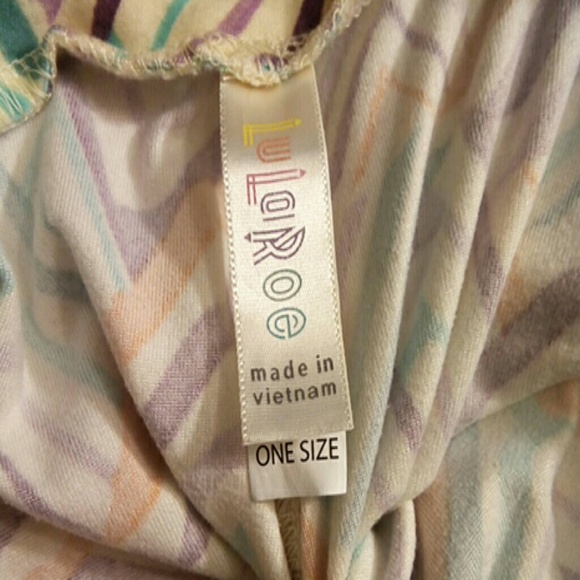 LuLaRoe
made in
vietnam
ONE SIZE